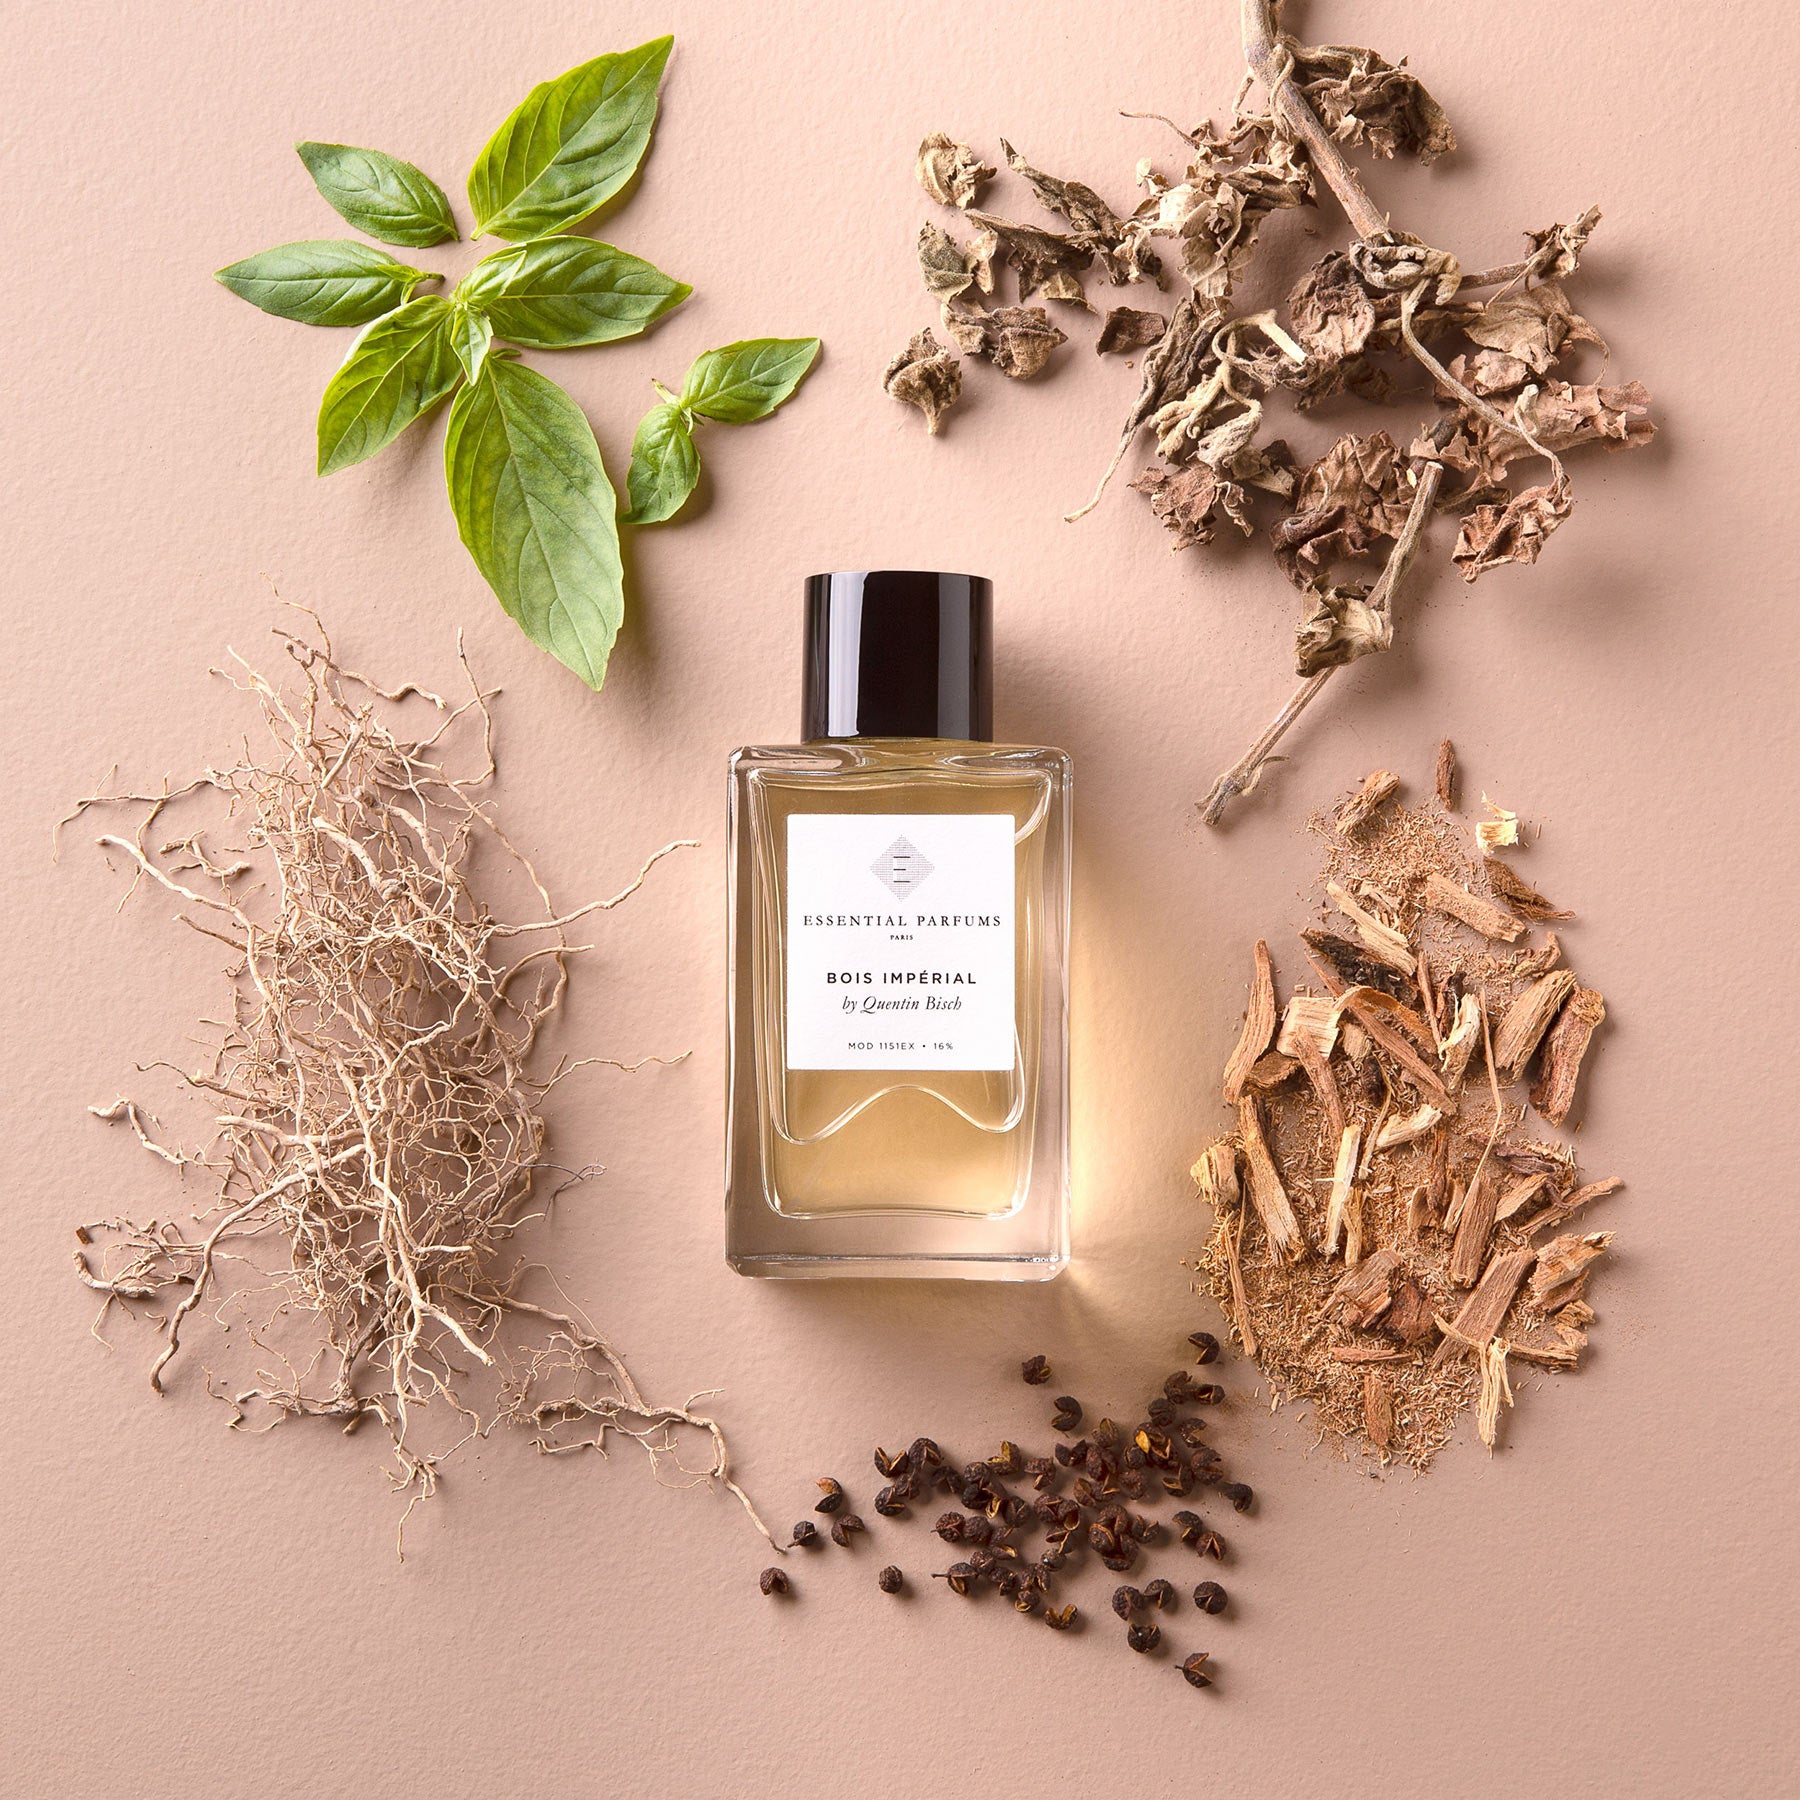 E
ESSENTIAL PARFUMS
PARIS
BOIS IMPÉRIAL
by Quentin Bisch
MOD 1151EX • 16%